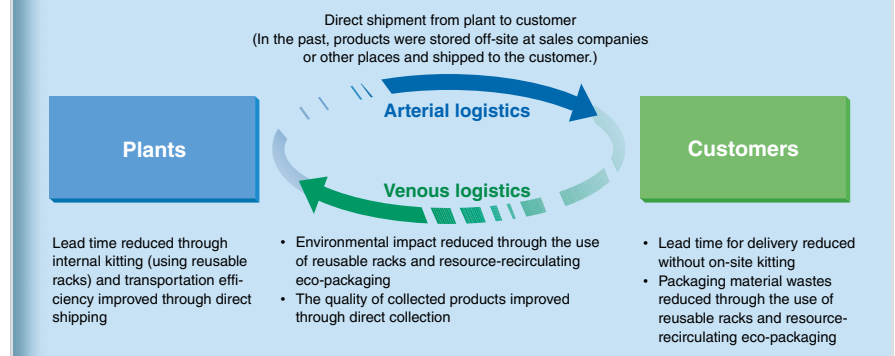 Direct shipment from plant to customer
(In the past, products were stored off-site at sales companies
or other places and shipped to the customer.)
Arterial logistics
Plants
Customers
Venous logistics
Lead time reduced through
internal kitting (using reusable
racks) and transportation effi-
ciency improved through direct
shipping
• Environmental impact reduced through the use
of reusable racks and resource-recirculating
eco-packaging
• The quality of collected products improved
through direct collection
• Lead time for delivery reduced
without on-site kitting
• Packaging material wastes
reduced through the use of
reusable racks and resource-
recirculating eco-packaging